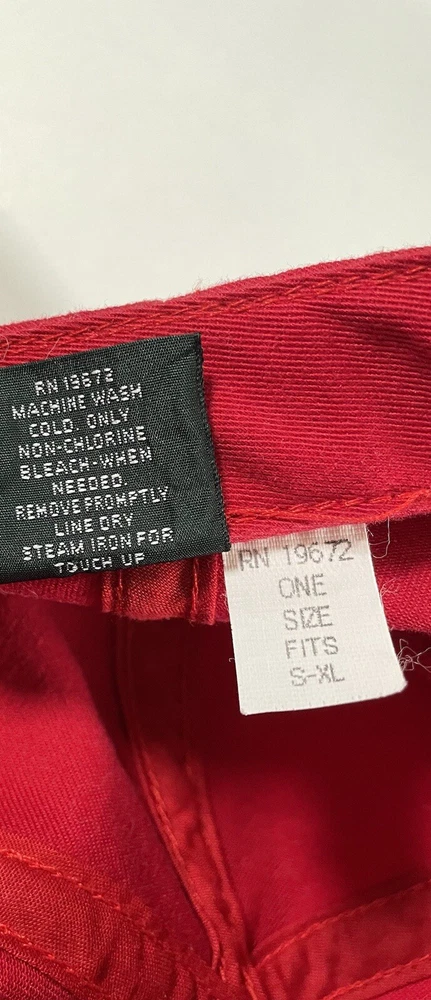 RN 19672
MACHINE WASH
COLD. ONLY
NON-CHLORINE
BLEACH-WHEN
NEEDED.
REMOVE PROMPTLY
LINE DRY
STEAM IRON FOR
TOUCH UP
RN 19672
ONE
SIZE
FITS
S-XL